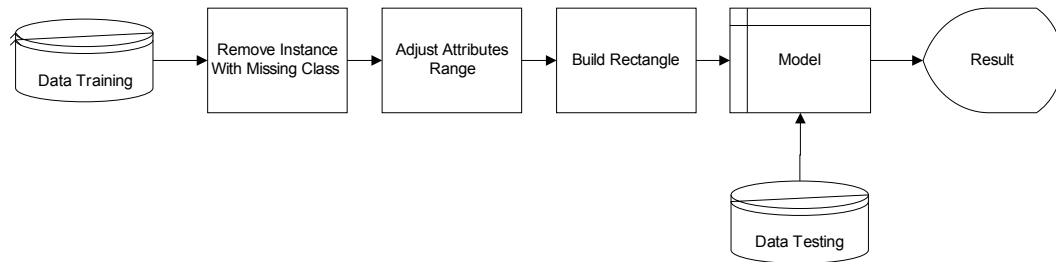 Data Training
Remove Instance
With Missing Class
Adjust Attributes
Range
Build Rectangle
Model
Result
Data Testing